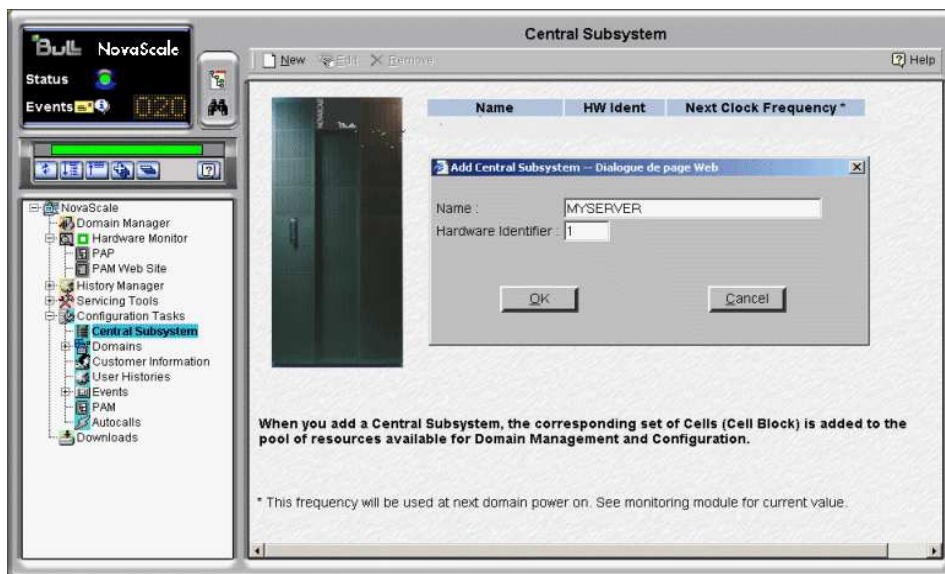 Bull NovaScale
Status
Events 020
NovaScale
Domain Manager
Hardware Monitor
PAP
PAM Web Site
History Manager
Servicing Tools
Configuration Tasks
Central Subsystem
Domains
Customer Information
User Histories
Events
PAM
Autocalls
Downloads
Central Subsystem
New Edit Remove Help
Name HW Ident Next Clock Frequency *
Add Central Subsystem -- Dialogue de page Web
Name : MYSERVER
Hardware Identifier : 1
OK Cancel
When you add a Central Subsystem, the corresponding set of Cells (Cell Block) is added to the
pool of resources available for Domain Management and Configuration.
* This frequency will be used at next domain power on. See monitoring module for current value.